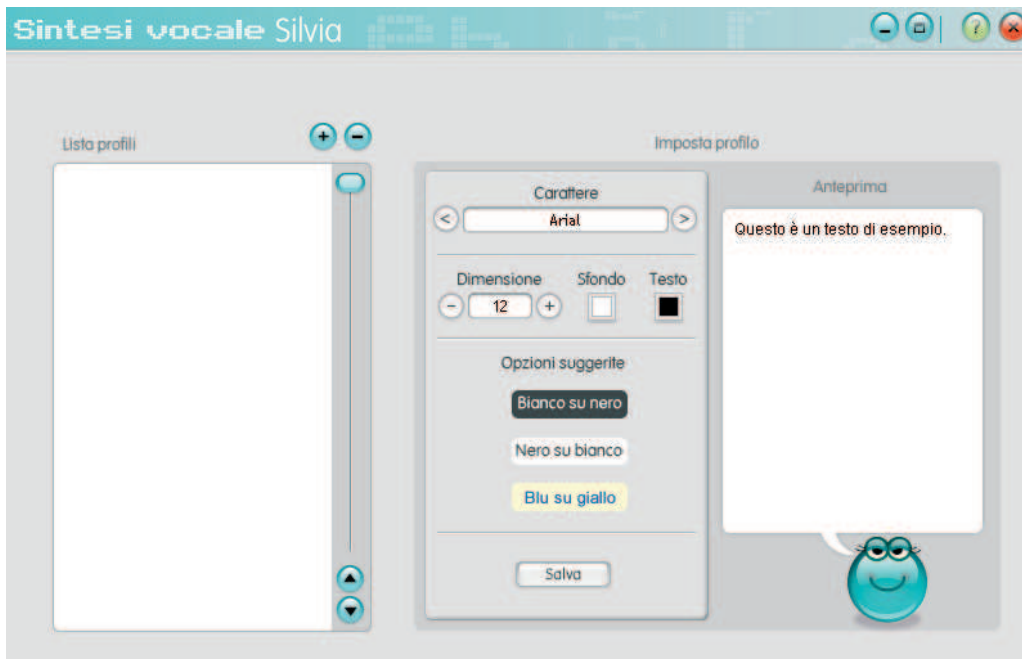 Sintesi vocale Silvia
?
Lista profili
+ −
Imposta profilo
Carattere
< Arial >
Dimensione Sfondo Testo
− 12 +
Opzioni suggerite
Bianco su nero
Nero su bianco
Blu su giallo
Salva
Anteprima
Questo è un testo di esempio.